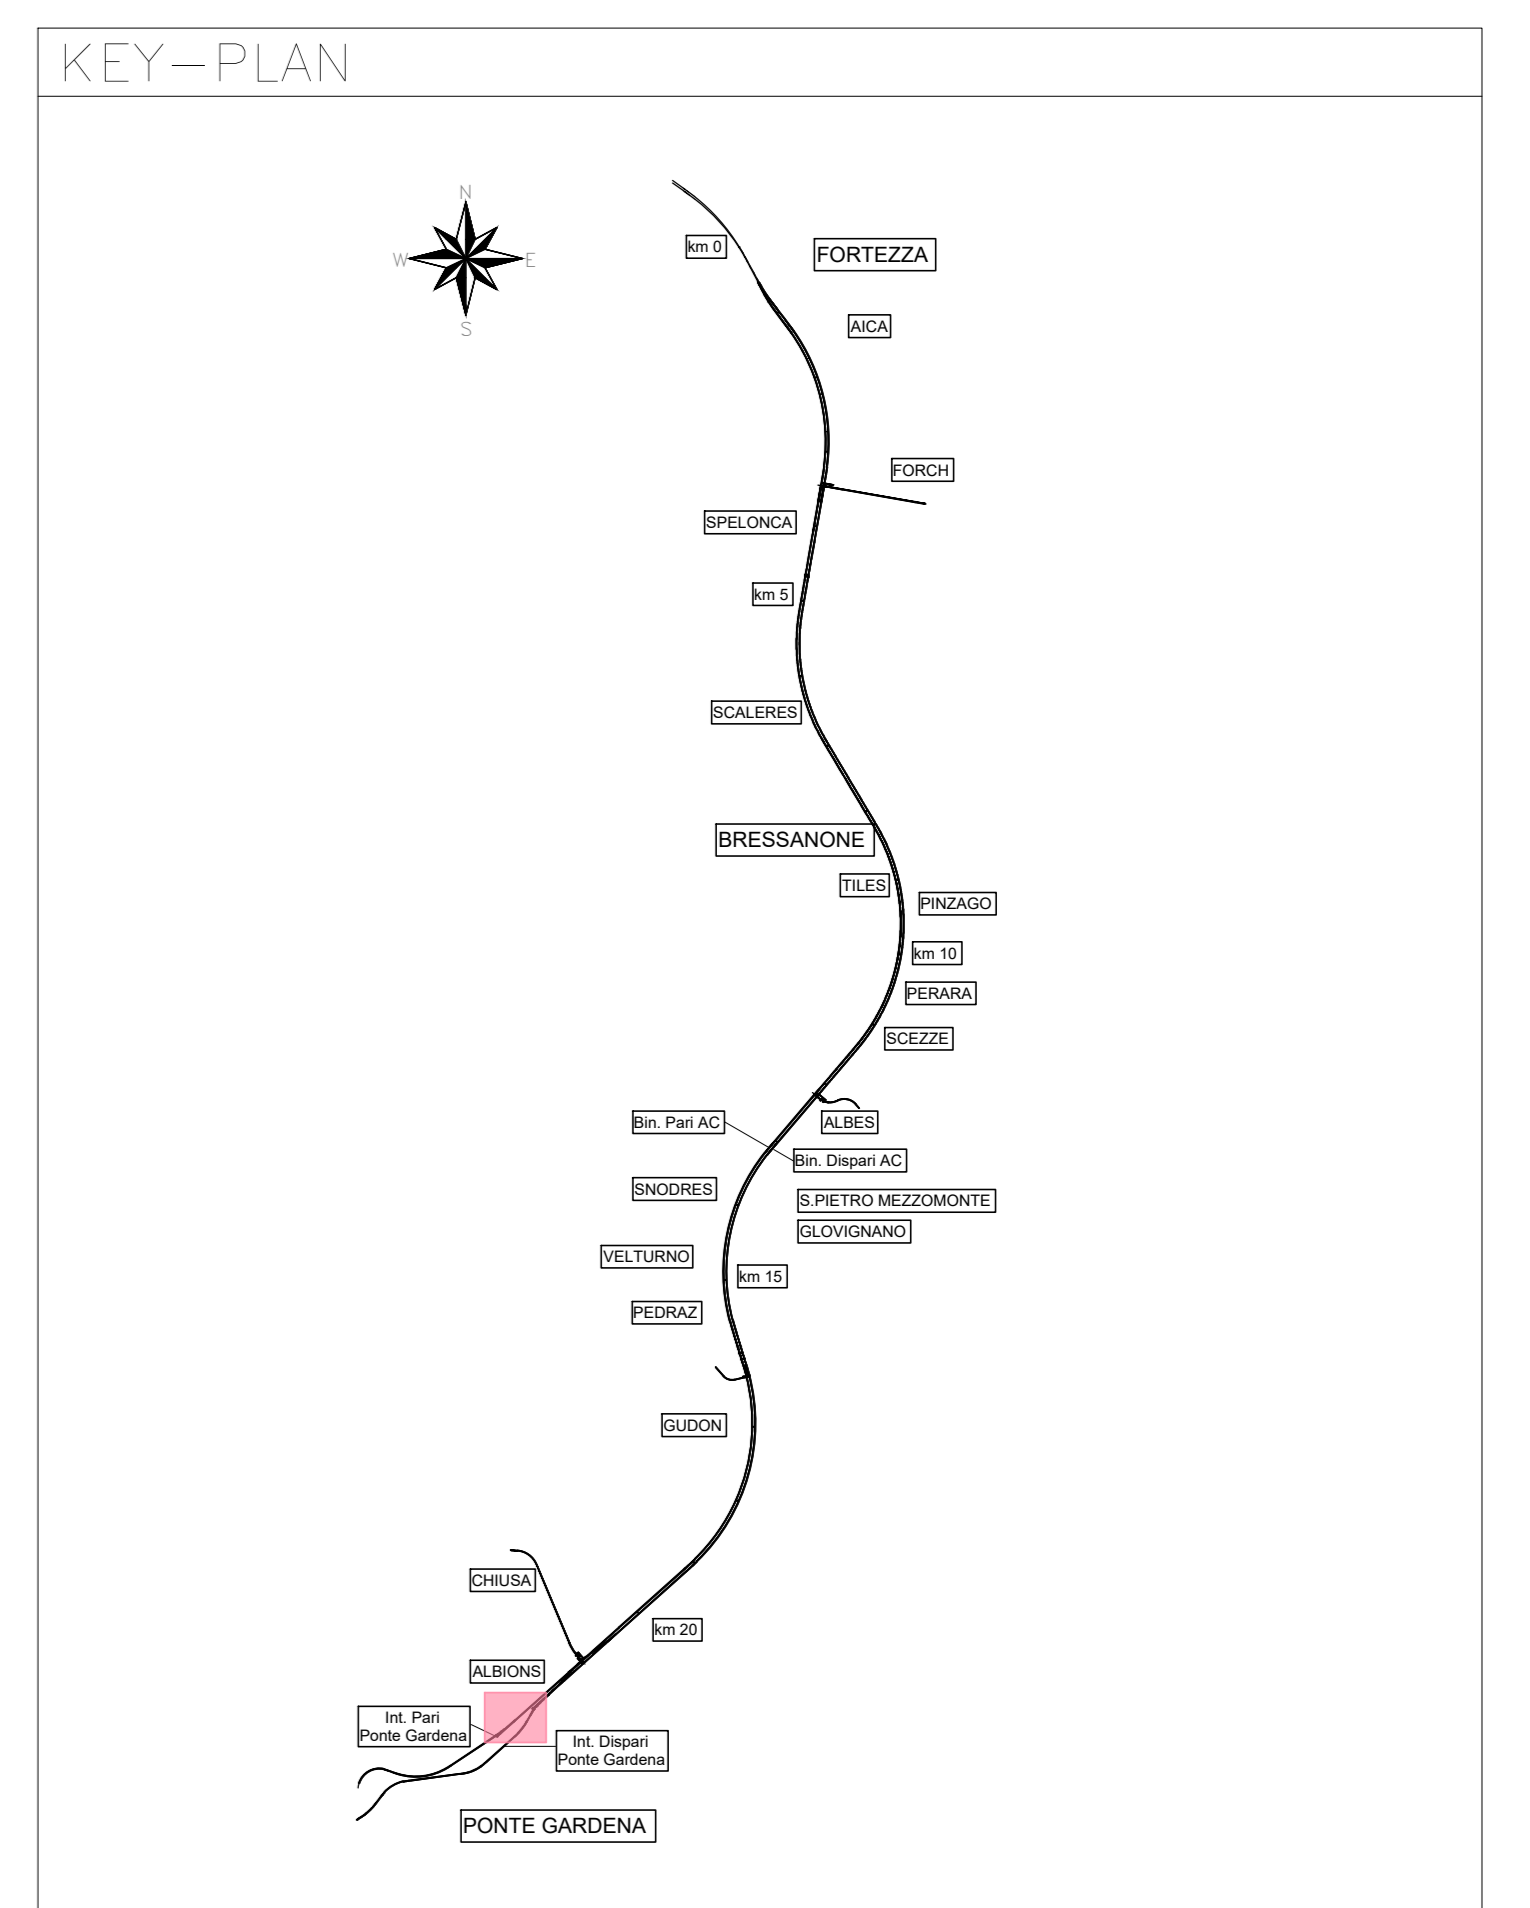 KEY-PLAN
N
W
E
S
km 0
FORTEZZA
AICA
FORCH
SPELONCA
km 5
SCALERES
BRESSANONE
TILES
PINZAGO
km 10
PERARA
SCEZZE
Bin. Pari AC
ALBES
Bin. Dispari AC
SNODRES
S.PIETRO MEZZOMONTE
GLOVIGNANO
VELTURNO
km 15
PEDRAZ
GUDON
CHIUSA
km 20
ALBIONS
Int. Pari
Ponte Gardena
Int. Dispari
Ponte Gardena
PONTE GARDENA